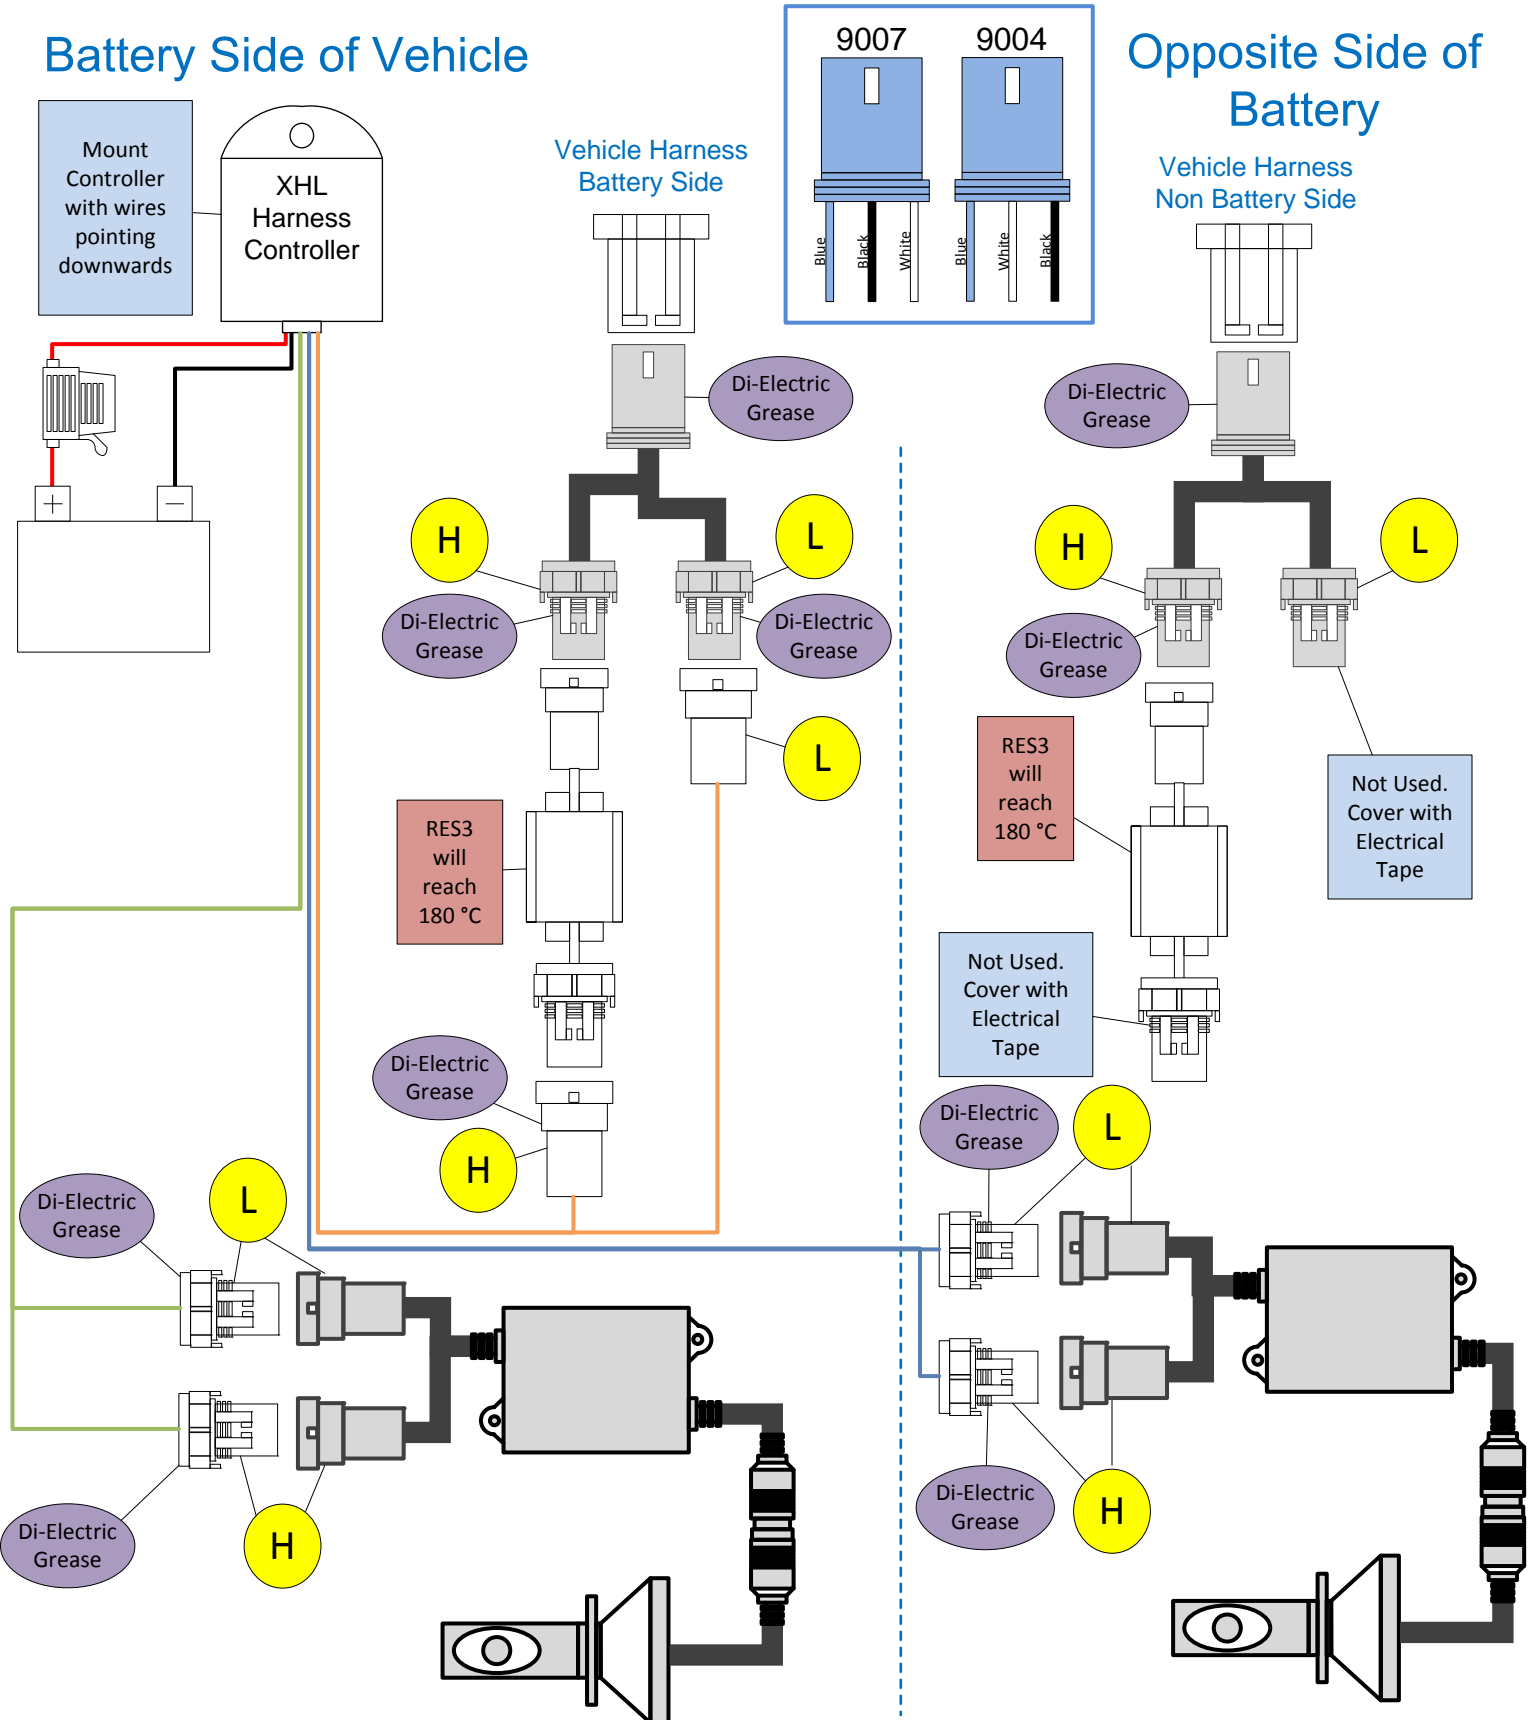 Battery Side of Vehicle
Opposite Side of
Battery
9007
9004
Blue
Black
White
Blue
White
Black
Mount
Controller
with wires
pointing
downwards
XHL
Harness
Controller
Vehicle Harness
Battery Side
Vehicle Harness
Non Battery Side
Di-Electric
Grease
Di-Electric
Grease
+
−
H
L
H
L
Di-Electric
Grease
Di-Electric
Grease
Di-Electric
Grease
L
RES3
will
reach
180 °C
RES3
will
reach
180 °C
Not Used.
Cover with
Electrical
Tape
Not Used.
Cover with
Electrical
Tape
Di-Electric
Grease
H
Di-Electric
Grease
L
Di-Electric
Grease
L
Di-Electric
Grease
H
Di-Electric
Grease
H